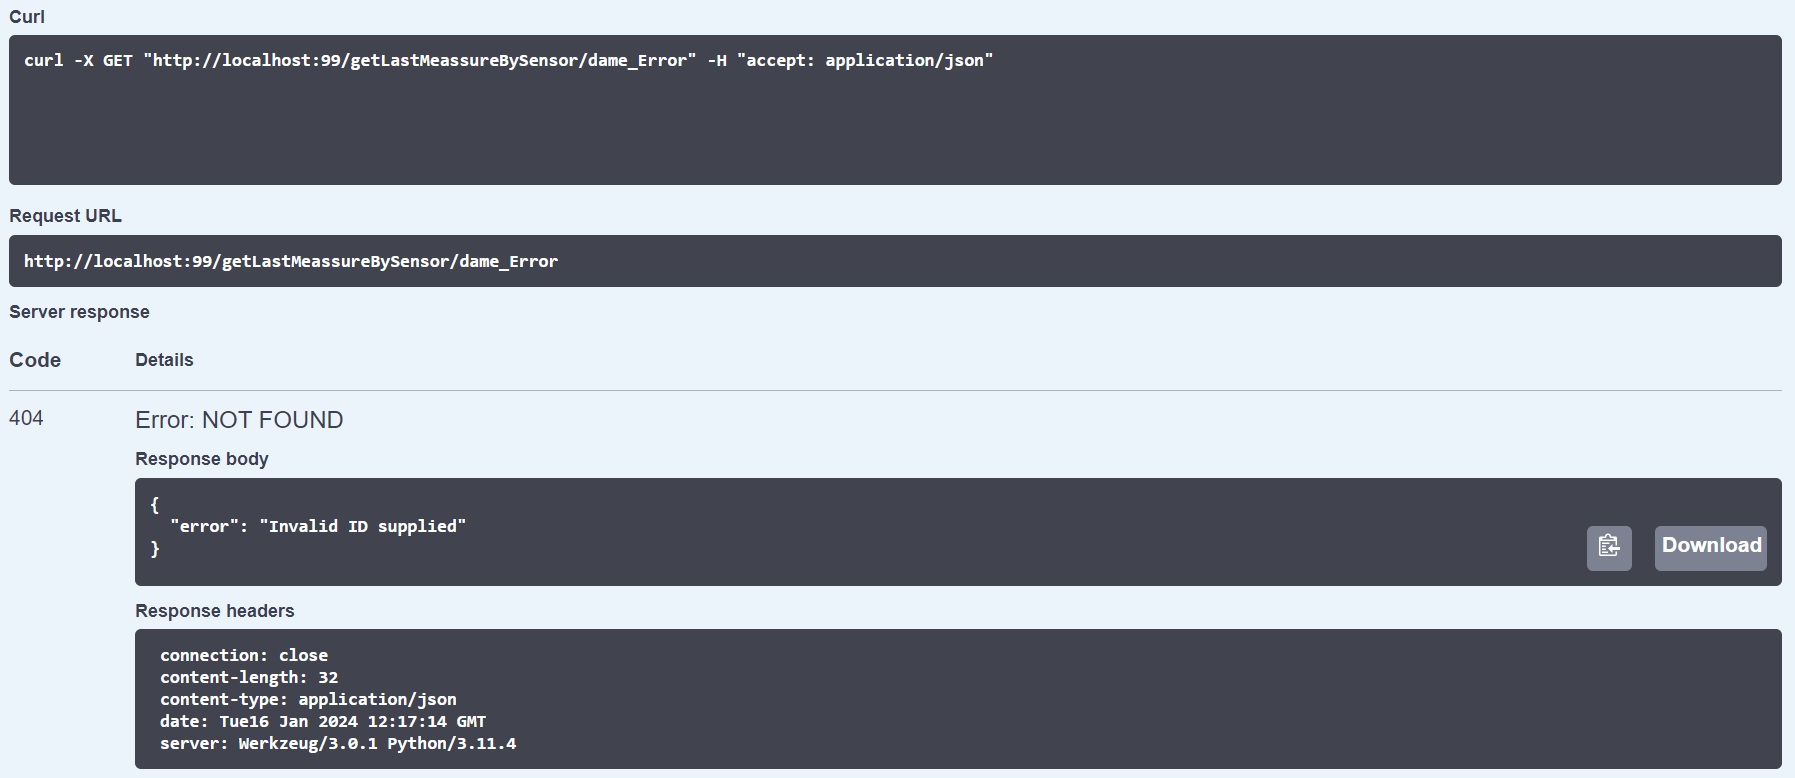 Curl
curl -X GET "http://localhost:99/getLastMeassureBySensor/dame_Error" -H "accept: application/json"
Request URL
http://localhost:99/getLastMeassureBySensor/dame_Error
Server response
Code Details
404 Error: NOT FOUND
Response body
{
  "error": "Invalid ID supplied"
}
Download
Response headers
connection: close
content-length: 32
content-type: application/json
date: Tue16 Jan 2024 12:17:14 GMT
server: Werkzeug/3.0.1 Python/3.11.4